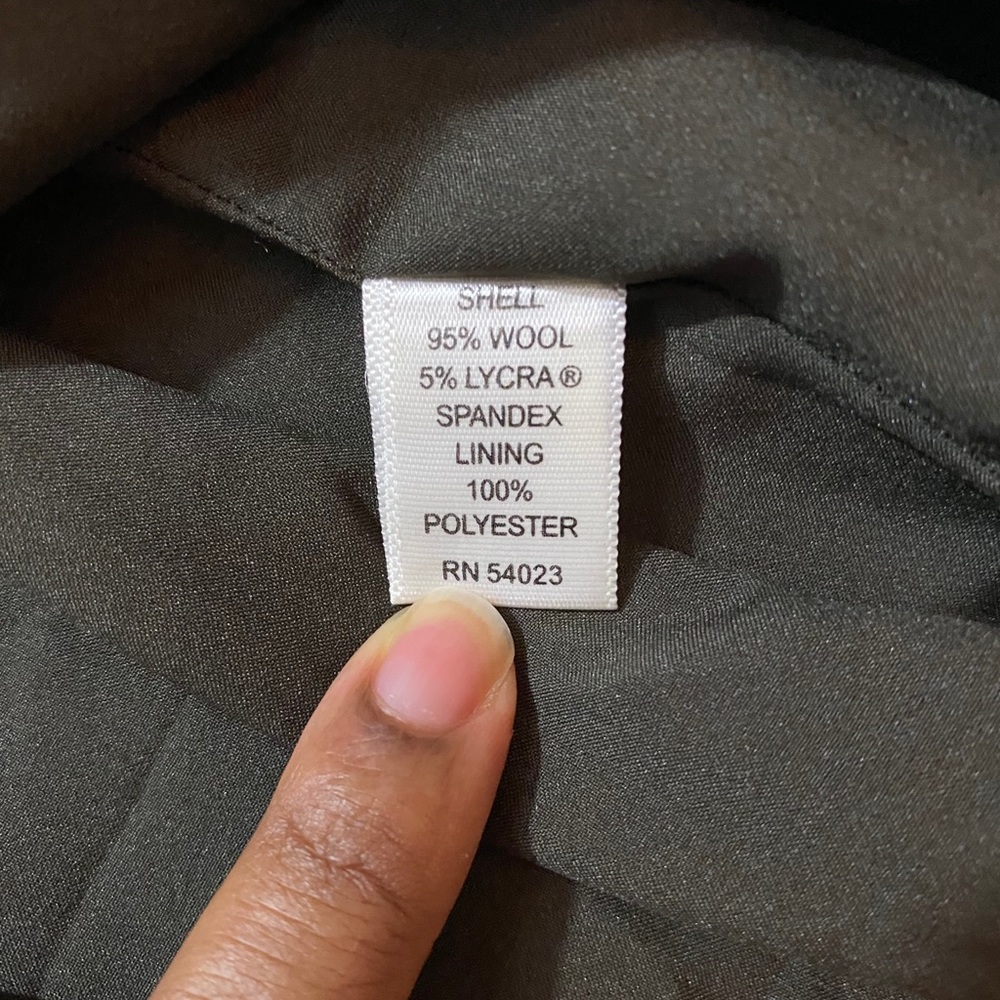 SHELL
95% WOOL
5% LYCRA®
SPANDEX
LINING
100%
POLYESTER
RN 54023